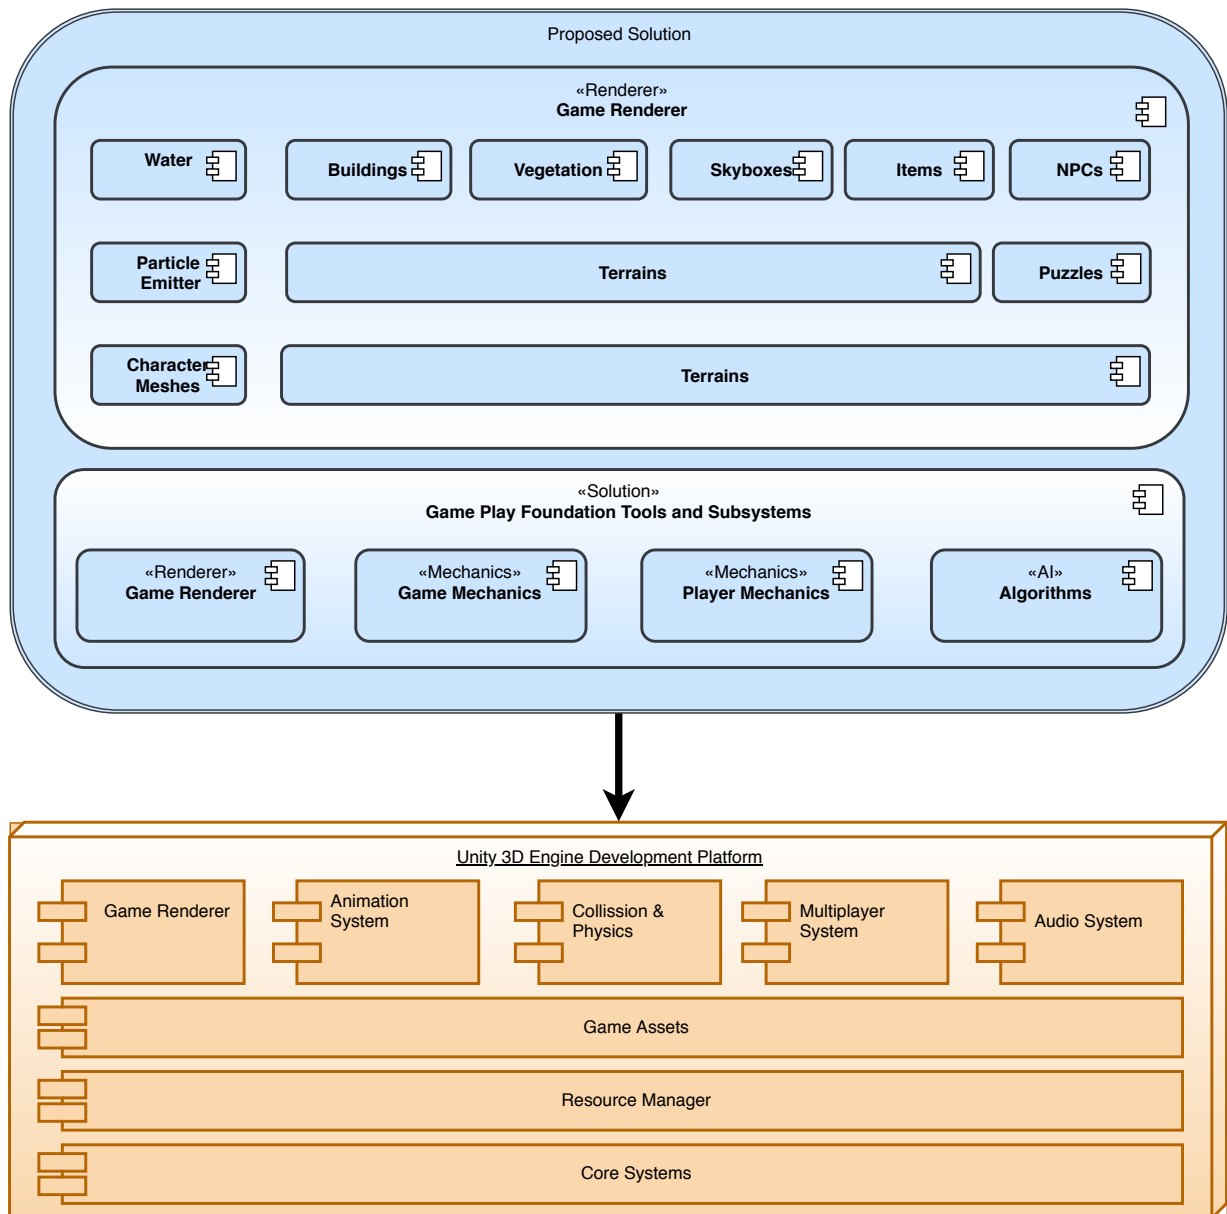 Proposed Solution
«Renderer»
Game Renderer
Water
Buildings
Vegetation
Skyboxes
Items
NPCs
Particle
Emitter
Terrains
Puzzles
Character
Meshes
Terrains
«Solution»
Game Play Foundation Tools and Subsystems
«Renderer»
Game Renderer
«Mechanics»
Game Mechanics
«Mechanics»
Player Mechanics
«AI»
Algorithms
Unity 3D Engine Development Platform
Game Renderer
Animation
System
Collission &
Physics
Multiplayer
System
Audio System
Game Assets
Resource Manager
Core Systems